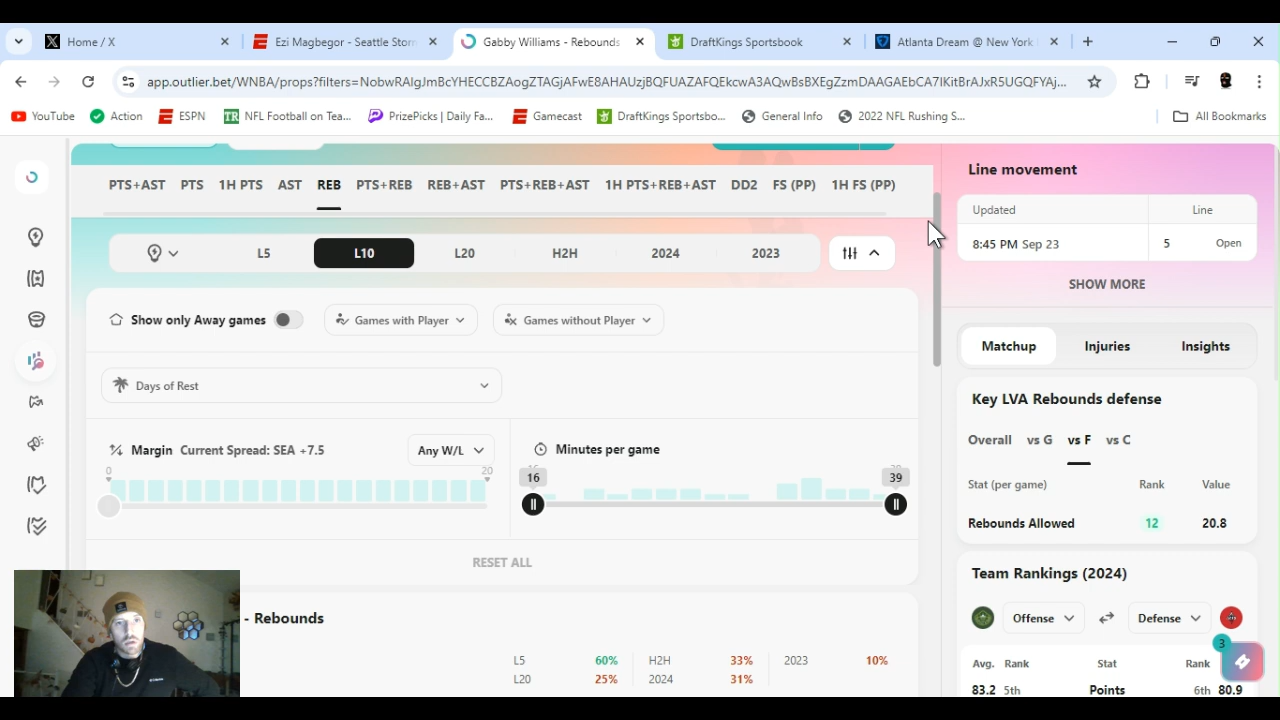 Home / X
Ezi Magbegor - Seattle Storm
Gabby Williams - Rebounds
DraftKings Sportsbook
Atlanta Dream @ New York
app.outlier.bet/WNBA/props?filters=NobwRAIgJmBcYHECCBZAogZTAGjAFwE8AHAUzjBQFUAZAFQEkcwA3AQwBsBXEgZzmDAAGAEbCA7IKitBrAJxR5UGQFYAj...
YouTube
Action
ESPN
NFL Football on Tea...
PrizePicks | Daily Fa...
Gamecast
DraftKings Sportsbo...
General Info
2022 NFL Rushing S...
All Bookmarks
PTS+AST PTS 1H PTS AST REB PTS+REB REB+AST PTS+REB+AST 1H PTS+REB+AST DD2 FS (PP) 1H FS (PP)
L5 L10 L20 H2H 2024 2023
Show only Away games
Games with Player
Games without Player
Days of Rest
Margin Current Spread: SEA +7.5
Any W/L
0 20
Minutes per game
16 39
RESET ALL
- Rebounds
L5 60% H2H 33% 2023 10%
L20 25% 2024 31%
Line movement
Updated Line
8:45 PM Sep 23 5 Open
SHOW MORE
Matchup Injuries Insights
Key LVA Rebounds defense
Overall vs G vs F vs C
Stat (per game) Rank Value
Rebounds Allowed 12 20.8
Team Rankings (2024)
Offense Defense
3
Avg. Rank Stat Rank
83.2 5th Points 6th 80.9